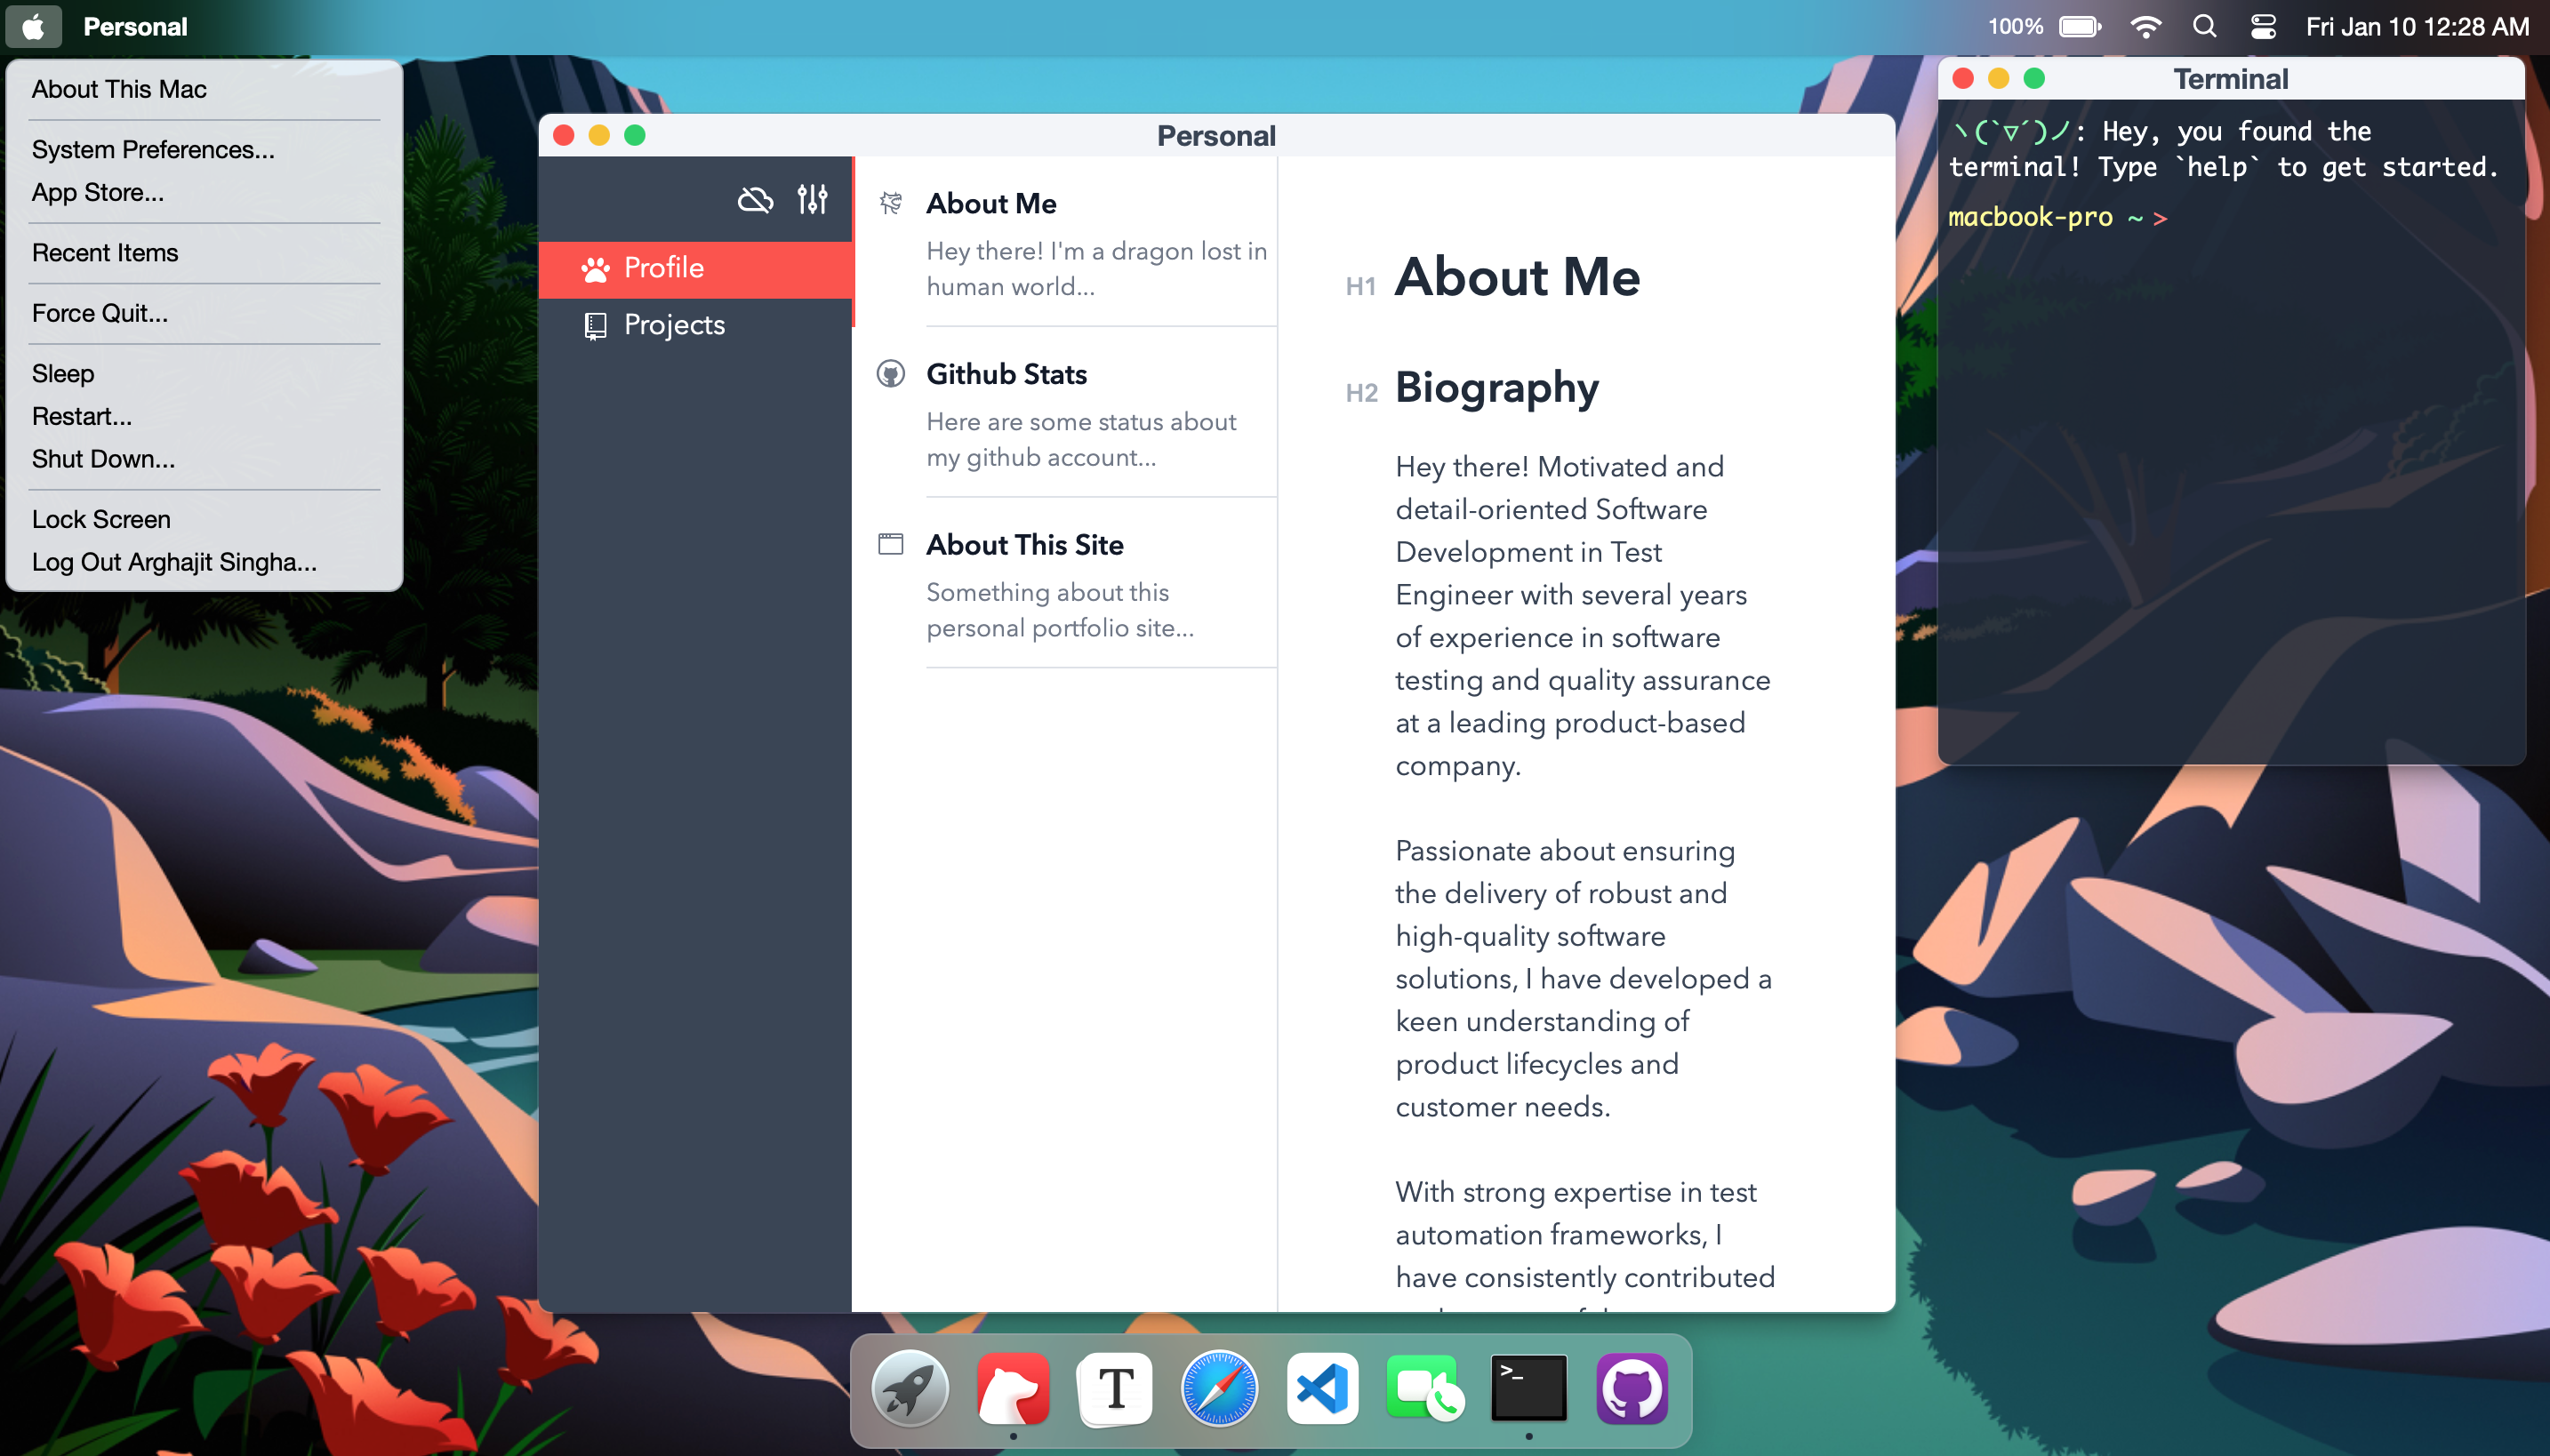 Personal
100%
Fri Jan 10 12:28 AM
About This Mac
System Preferences...
App Store...
Recent Items
Force Quit...
Sleep
Restart...
Shut Down...
Lock Screen
Log Out Arghajit Singha...
Personal
Profile
Projects
About Me
Hey there! I'm a dragon lost in
human world...
Github Stats
Here are some status about
my github account...
About This Site
Something about this
personal portfolio site...
H1 About Me
H2 Biography
Hey there! Motivated and
detail-oriented Software
Development in Test
Engineer with several years
of experience in software
testing and quality assurance
at a leading product-based
company.
Passionate about ensuring
the delivery of robust and
high-quality software
solutions, I have developed a
keen understanding of
product lifecycles and
customer needs.
With strong expertise in test
automation frameworks, I
have consistently contributed
Terminal
ヽ(`▽´)ノ: Hey, you found the
terminal! Type `help` to get started.
macbook-pro ~ >
T
>_